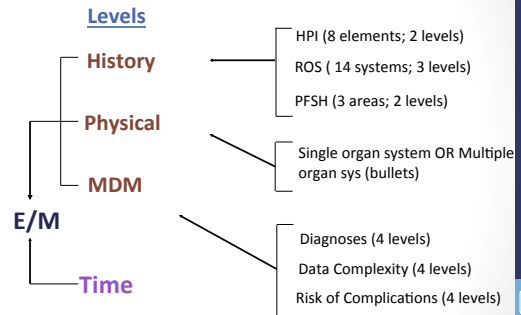 Levels
History
Physical
MDM
E/M
Time
HPI (8 elements; 2 levels)
ROS ( 14 systems; 3 levels)
PFSH (3 areas; 2 levels)
Single organ system OR Multiple
organ sys (bullets)
Diagnoses (4 levels)
Data Complexity (4 levels)
Risk of Complications (4 levels)